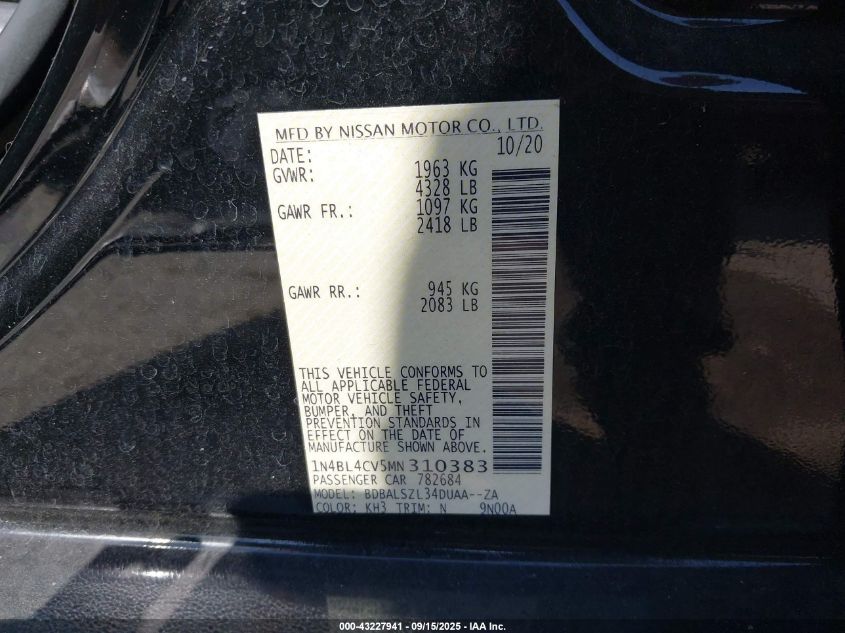 MFD BY NISSAN MOTOR CO., LTD.
DATE: 10/20
GVWR: 1963 KG
4328 LB
GAWR FR.: 1097 KG
2418 LB
GAWR RR.: 945 KG
2083 LB
THIS VEHICLE CONFORMS TO
ALL APPLICABLE FEDERAL
MOTOR VEHICLE SAFETY,
BUMPER, AND THEFT
PREVENTION STANDARDS IN
EFFECT ON THE DATE OF
MANUFACTURE SHOWN ABOVE.
1N4BL4CV5MN310383
PASSENGER CAR 782684
MODEL: BDBALSZL34DUAA--ZA
COLOR: KH3 TRIM: N 9N00A
000-43227941 - 09/15/2025 - IAA Inc.